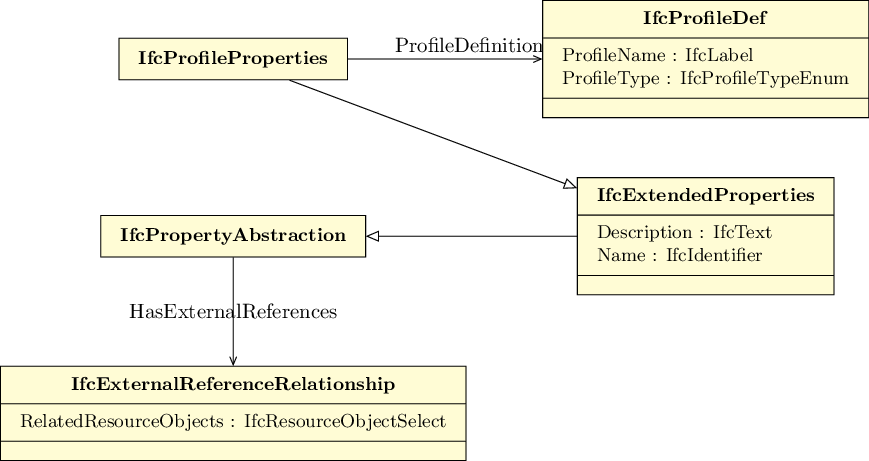 IfcProfileDef
ProfileDefinition
IfcProfileProperties
ProfileName : IfcLabel
ProfileType : IfcProfileTypeEnum
IfcExtendedProperties
IfcPropertyAbstraction
Description : IfcText
Name : IfcIdentifier
HasExternalReferences
IfcExternalReferenceRelationship
RelatedResourceObjects : IfcResourceObjectSelect